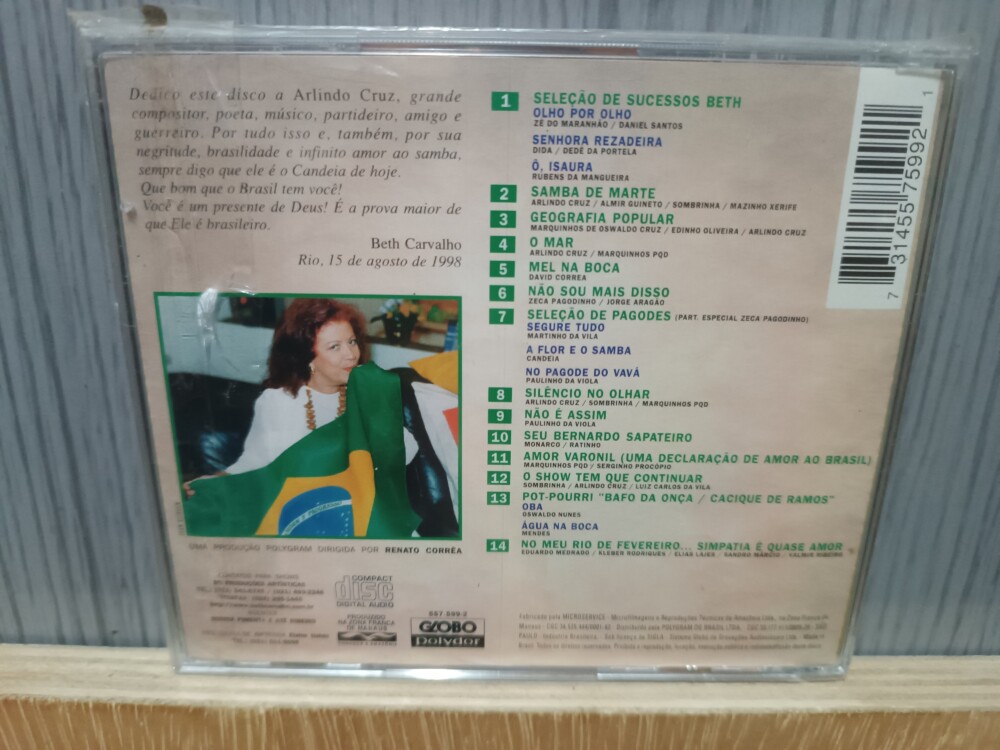 Dedico este disco a Arlindo Cruz, grande
compositor, poeta, músico, partideiro, amigo e
guerreiro. Por tudo isso e, também, por sua
negritude, brasilidade e infinito amor ao samba,
sempre digo que ele é o Candeia de hoje.
Que bom que o Brasil tem você!
Você é um presente de Deus! É a prova maior de
que Ele é brasileiro.
Beth Carvalho
Rio, 15 de agosto de 1998
UMA PRODUÇÃO POLYGRAM DIRIGIDA POR RENATO CORRÊA
COMPACT
disc
DIGITAL AUDIO
PRODUZIDO
NA ZONA FRANCA
DE MANAUS
GLOBO
Polydor
1 SELEÇÃO DE SUCESSOS BETH
OLHO POR OLHO
ZÉ DO MARANHÃO / DANIEL SANTOS
SENHORA REZADEIRA
DIDA / DEDÉ DA PORTELA
Ô, ISAURA
RUBENS DA MANGUEIRA
2 SAMBA DE MARTE
ARLINDO CRUZ / ALMIR GUINETO / SOMBRINHA / MAZINHO XERIFE
3 GEOGRAFIA POPULAR
MARQUINHOS DE OSWALDO CRUZ / EDINHO OLIVEIRA / ARLINDO CRUZ
4 O MAR
ARLINDO CRUZ / MARQUINHOS PQD
5 MEL NA BOCA
DAVID CORREA
6 NÃO SOU MAIS DISSO
ZECA PAGODINHO / JORGE ARAGÃO
7 SELEÇÃO DE PAGODES (PART. ESPECIAL ZECA PAGODINHO)
SEGURE TUDO
MARTINHO DA VILA
A FLOR E O SAMBA
CANDEIA
NO PAGODE DO VAVÁ
PAULINHO DA VIOLA
8 SILÊNCIO NO OLHAR
ARLINDO CRUZ / SOMBRINHA / MARQUINHOS PQD
9 NÃO É ASSIM
PAULINHO DA VIOLA
10 SEU BERNARDO SAPATEIRO
MONARCO / RATINHO
11 AMOR VARONIL (UMA DECLARAÇÃO DE AMOR AO BRASIL)
MARQUINHOS PQD / SERGINHO PROCÓPIO
12 O SHOW TEM QUE CONTINUAR
SOMBRINHA / ARLINDO CRUZ / LUIZ CARLOS DA VILA
13 POT-POURRI "BAFO DA ONÇA / CACIQUE DE RAMOS"
OBA
OSWALDO NUNES
ÁGUA NA BOCA
MENDES
14 NO MEU RIO DE FEVEREIRO... SIMPATIA É QUASE AMOR
7 31455 75992 1